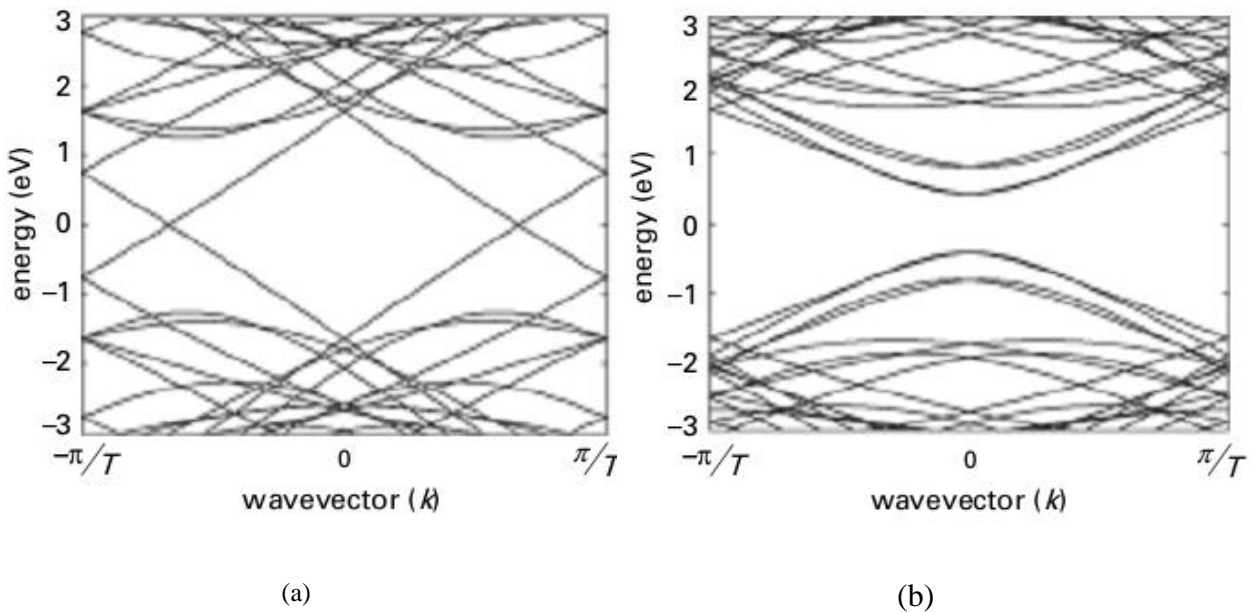 3
2
1
0
−1
−2
−3
energy (eV)
−π/T
0
π/T
wavevector (k)
(a)
3
2
1
0
−1
−2
−3
energy (eV)
−π/T
0
π/T
wavevector (k)
(b)